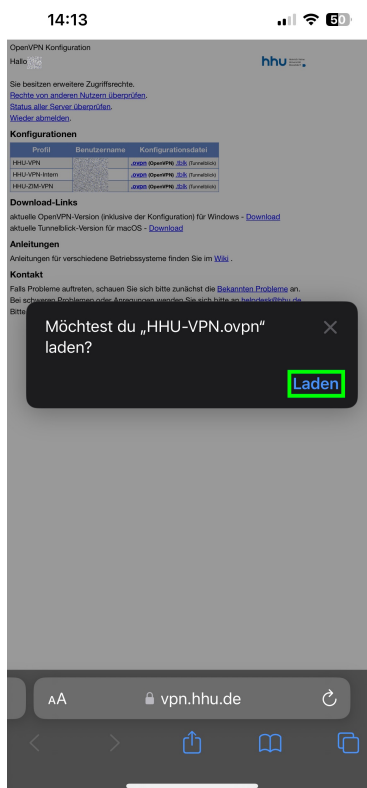 14:13
50
OpenVPN Konfiguration
Hallo
hhu
Sie besitzen erweitere Zugriffsrechte.
Rechte von anderen Nutzern überprüfen.
Status aller Server überprüfen.
Wieder abmelden.
Konfigurationen
Profil Benutzername Konfigurationsdatei
HHU-VPN .ovpn (OpenVPN) .tblk (Tunnelblick)
HHU-VPN-Intern .ovpn (OpenVPN) .tblk (Tunnelblick)
HHU-ZIM-VPN .ovpn (OpenVPN) .tblk (Tunnelblick)
Download-Links
aktuelle OpenVPN-Version (inklusive der Konfiguration) für Windows - Download
aktuelle Tunnelblick-Version für macOS - Download
Anleitungen
Anleitungen für verschiedene Betriebssysteme finden Sie im Wiki .
Kontakt
Falls Probleme auftreten, schauen Sie sich bitte zunächst die Bekannten Probleme an.
Bei schweren Problemen oder Anregungen wenden Sie sich bitte an helpdesk@hhu.de
Bitte
Möchtest du „HHU-VPN.ovpn“
laden?
Laden
AA
vpn.hhu.de